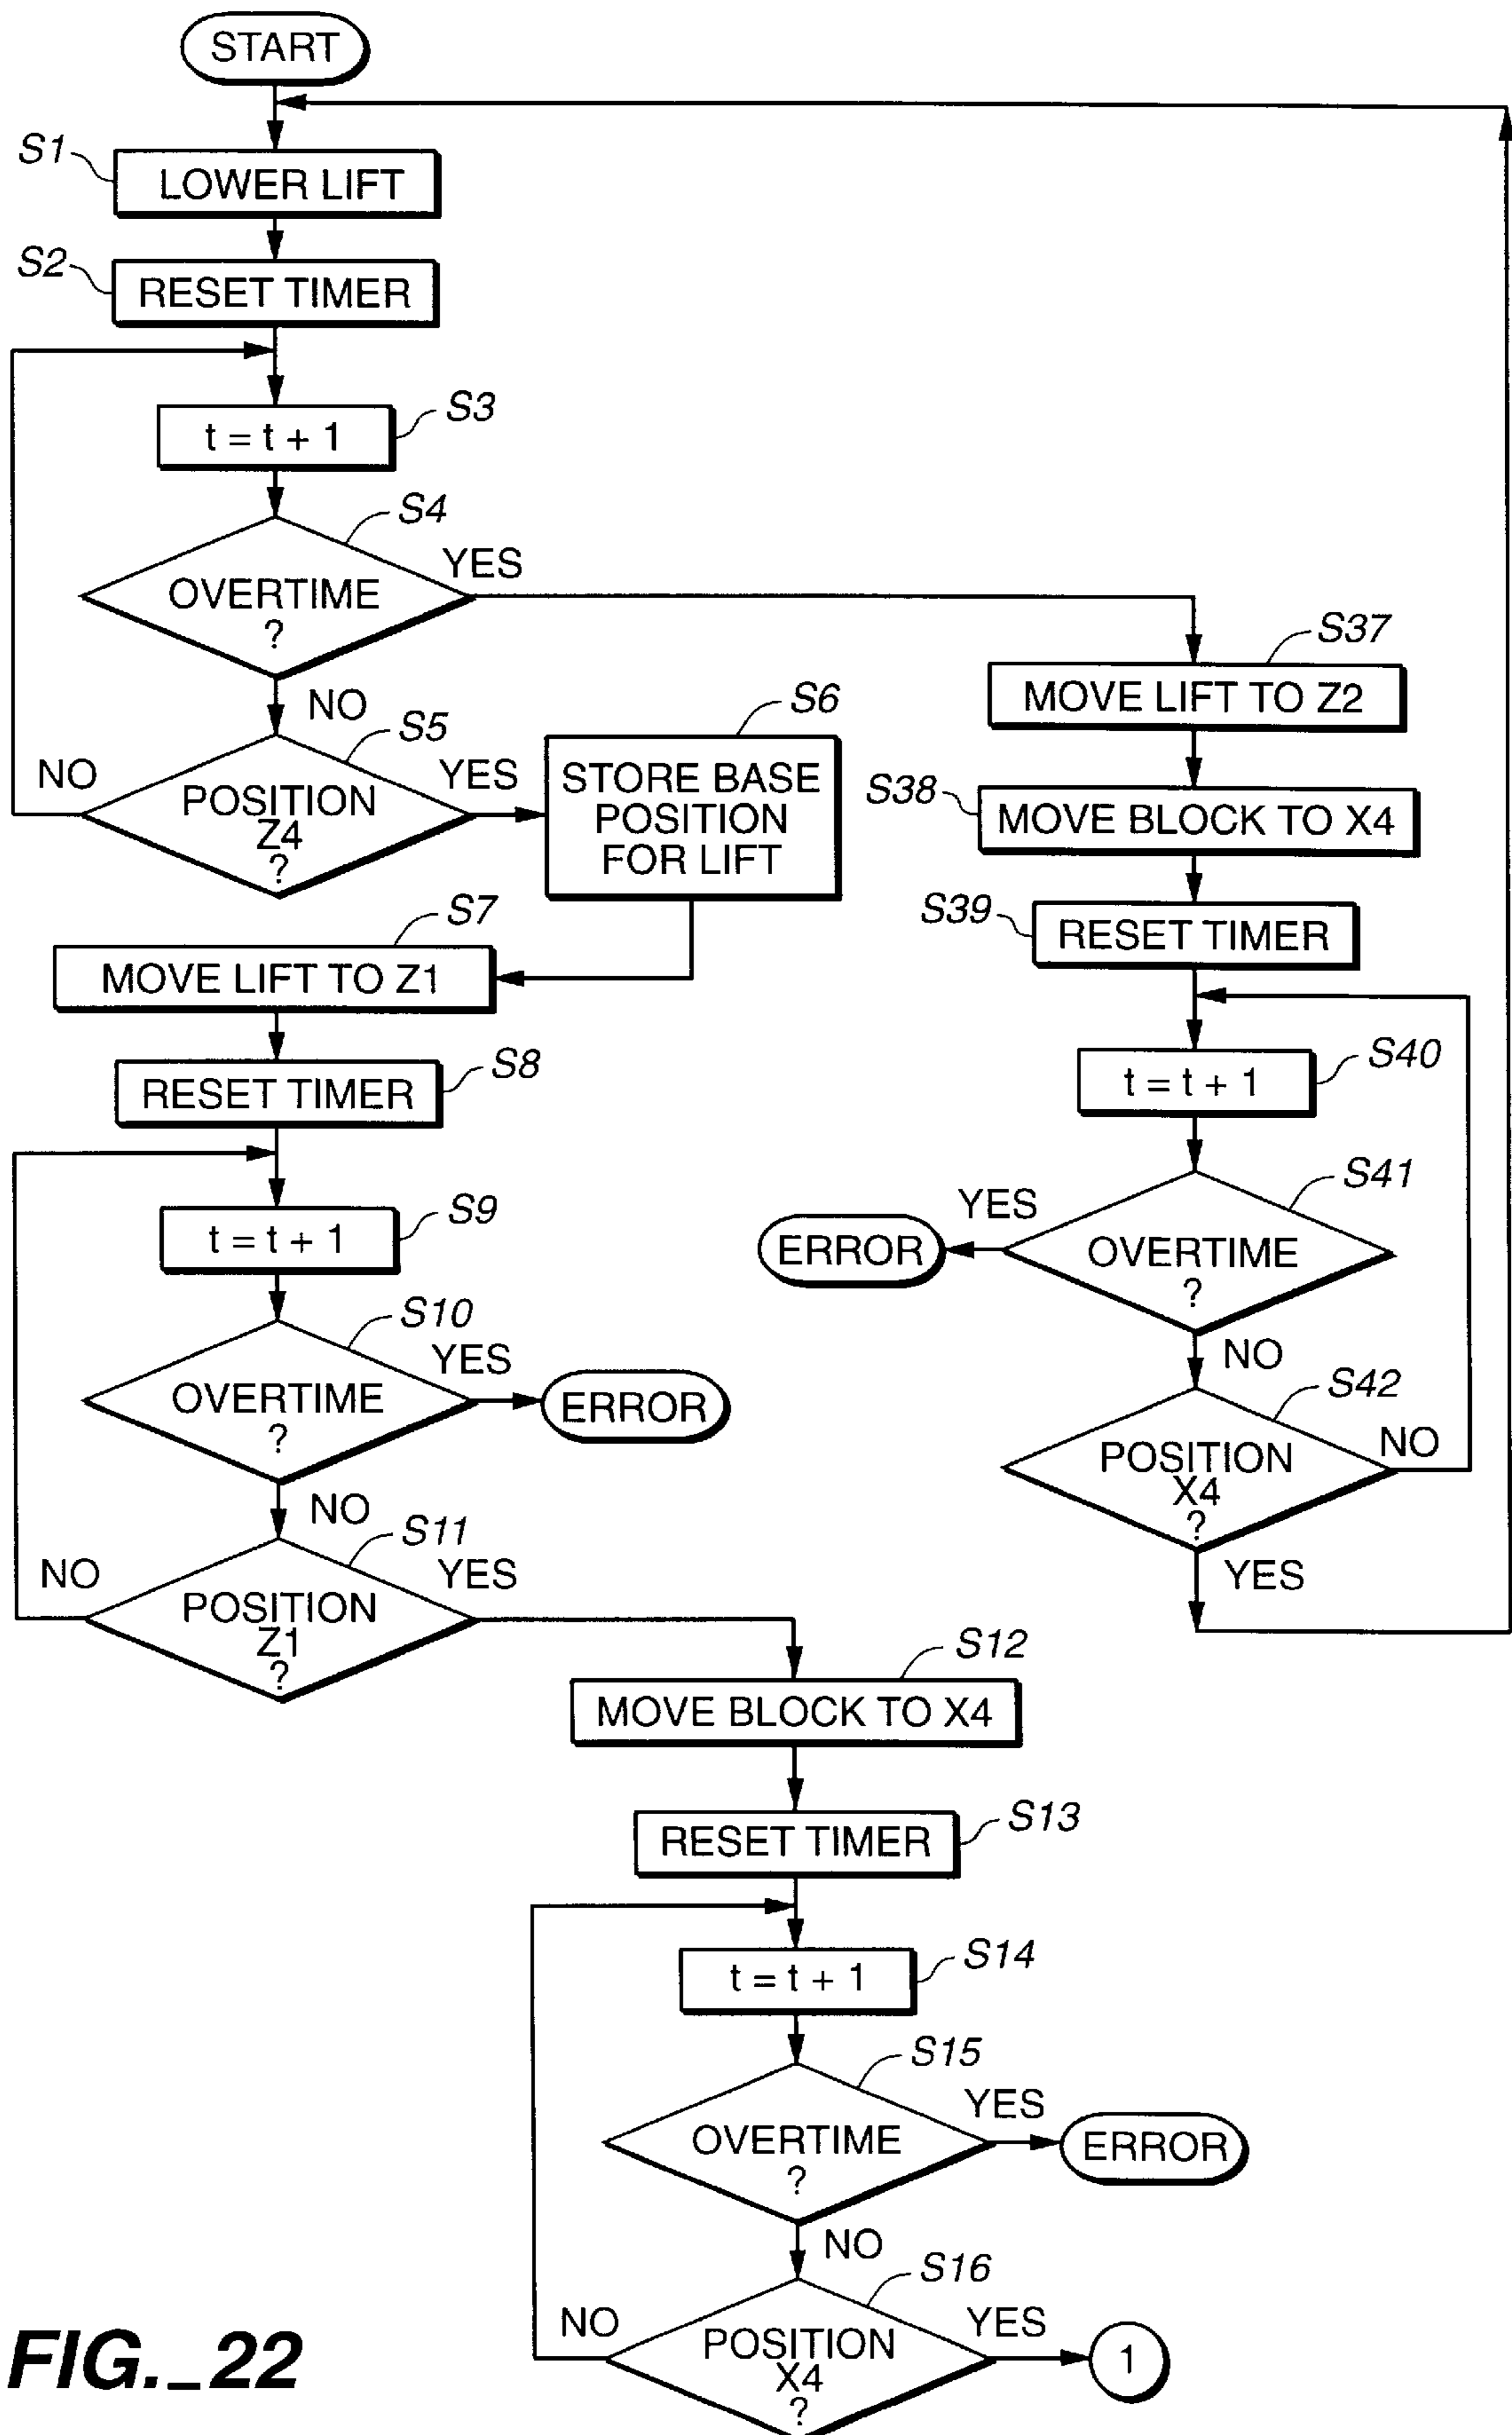 START
S1
LOWER LIFT
S2
RESET TIMER
S3
t = t + 1
S4
OVERTIME
?
YES
NO
S5
POSITION
Z4
?
NO
YES
S6
STORE BASE
POSITION
FOR LIFT
S7
MOVE LIFT TO Z1
S8
RESET TIMER
S9
t = t + 1
S10
OVERTIME
?
YES
ERROR
NO
S11
POSITION
Z1
?
NO
YES
S12
MOVE BLOCK TO X4
S13
RESET TIMER
S14
t = t + 1
S15
OVERTIME
?
YES
ERROR
NO
S16
POSITION
X4
?
NO
YES
1
S37
MOVE LIFT TO Z2
S38
MOVE BLOCK TO X4
S39
RESET TIMER
S40
t = t + 1
S41
OVERTIME
?
YES
ERROR
NO
S42
POSITION
X4
?
NO
YES
FIG._22